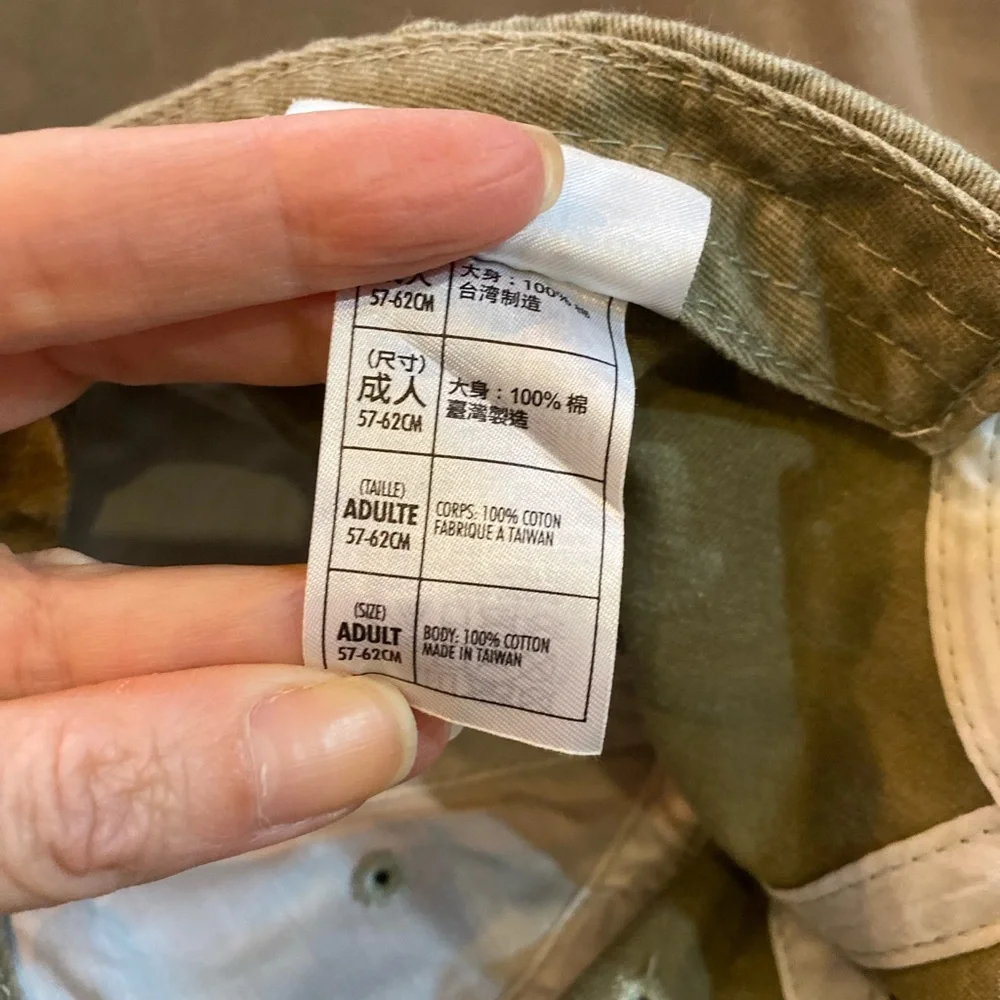 人
57-62CM
大身：100% 棉
台湾制造
(尺寸)
成人
57-62CM
大身：100% 棉
臺灣製造
(TAILLE)
ADULTE
57-62CM
CORPS: 100% COTON
FABRIQUE A TAIWAN
(SIZE)
ADULT
57-62CM
BODY: 100% COTTON
MADE IN TAIWAN